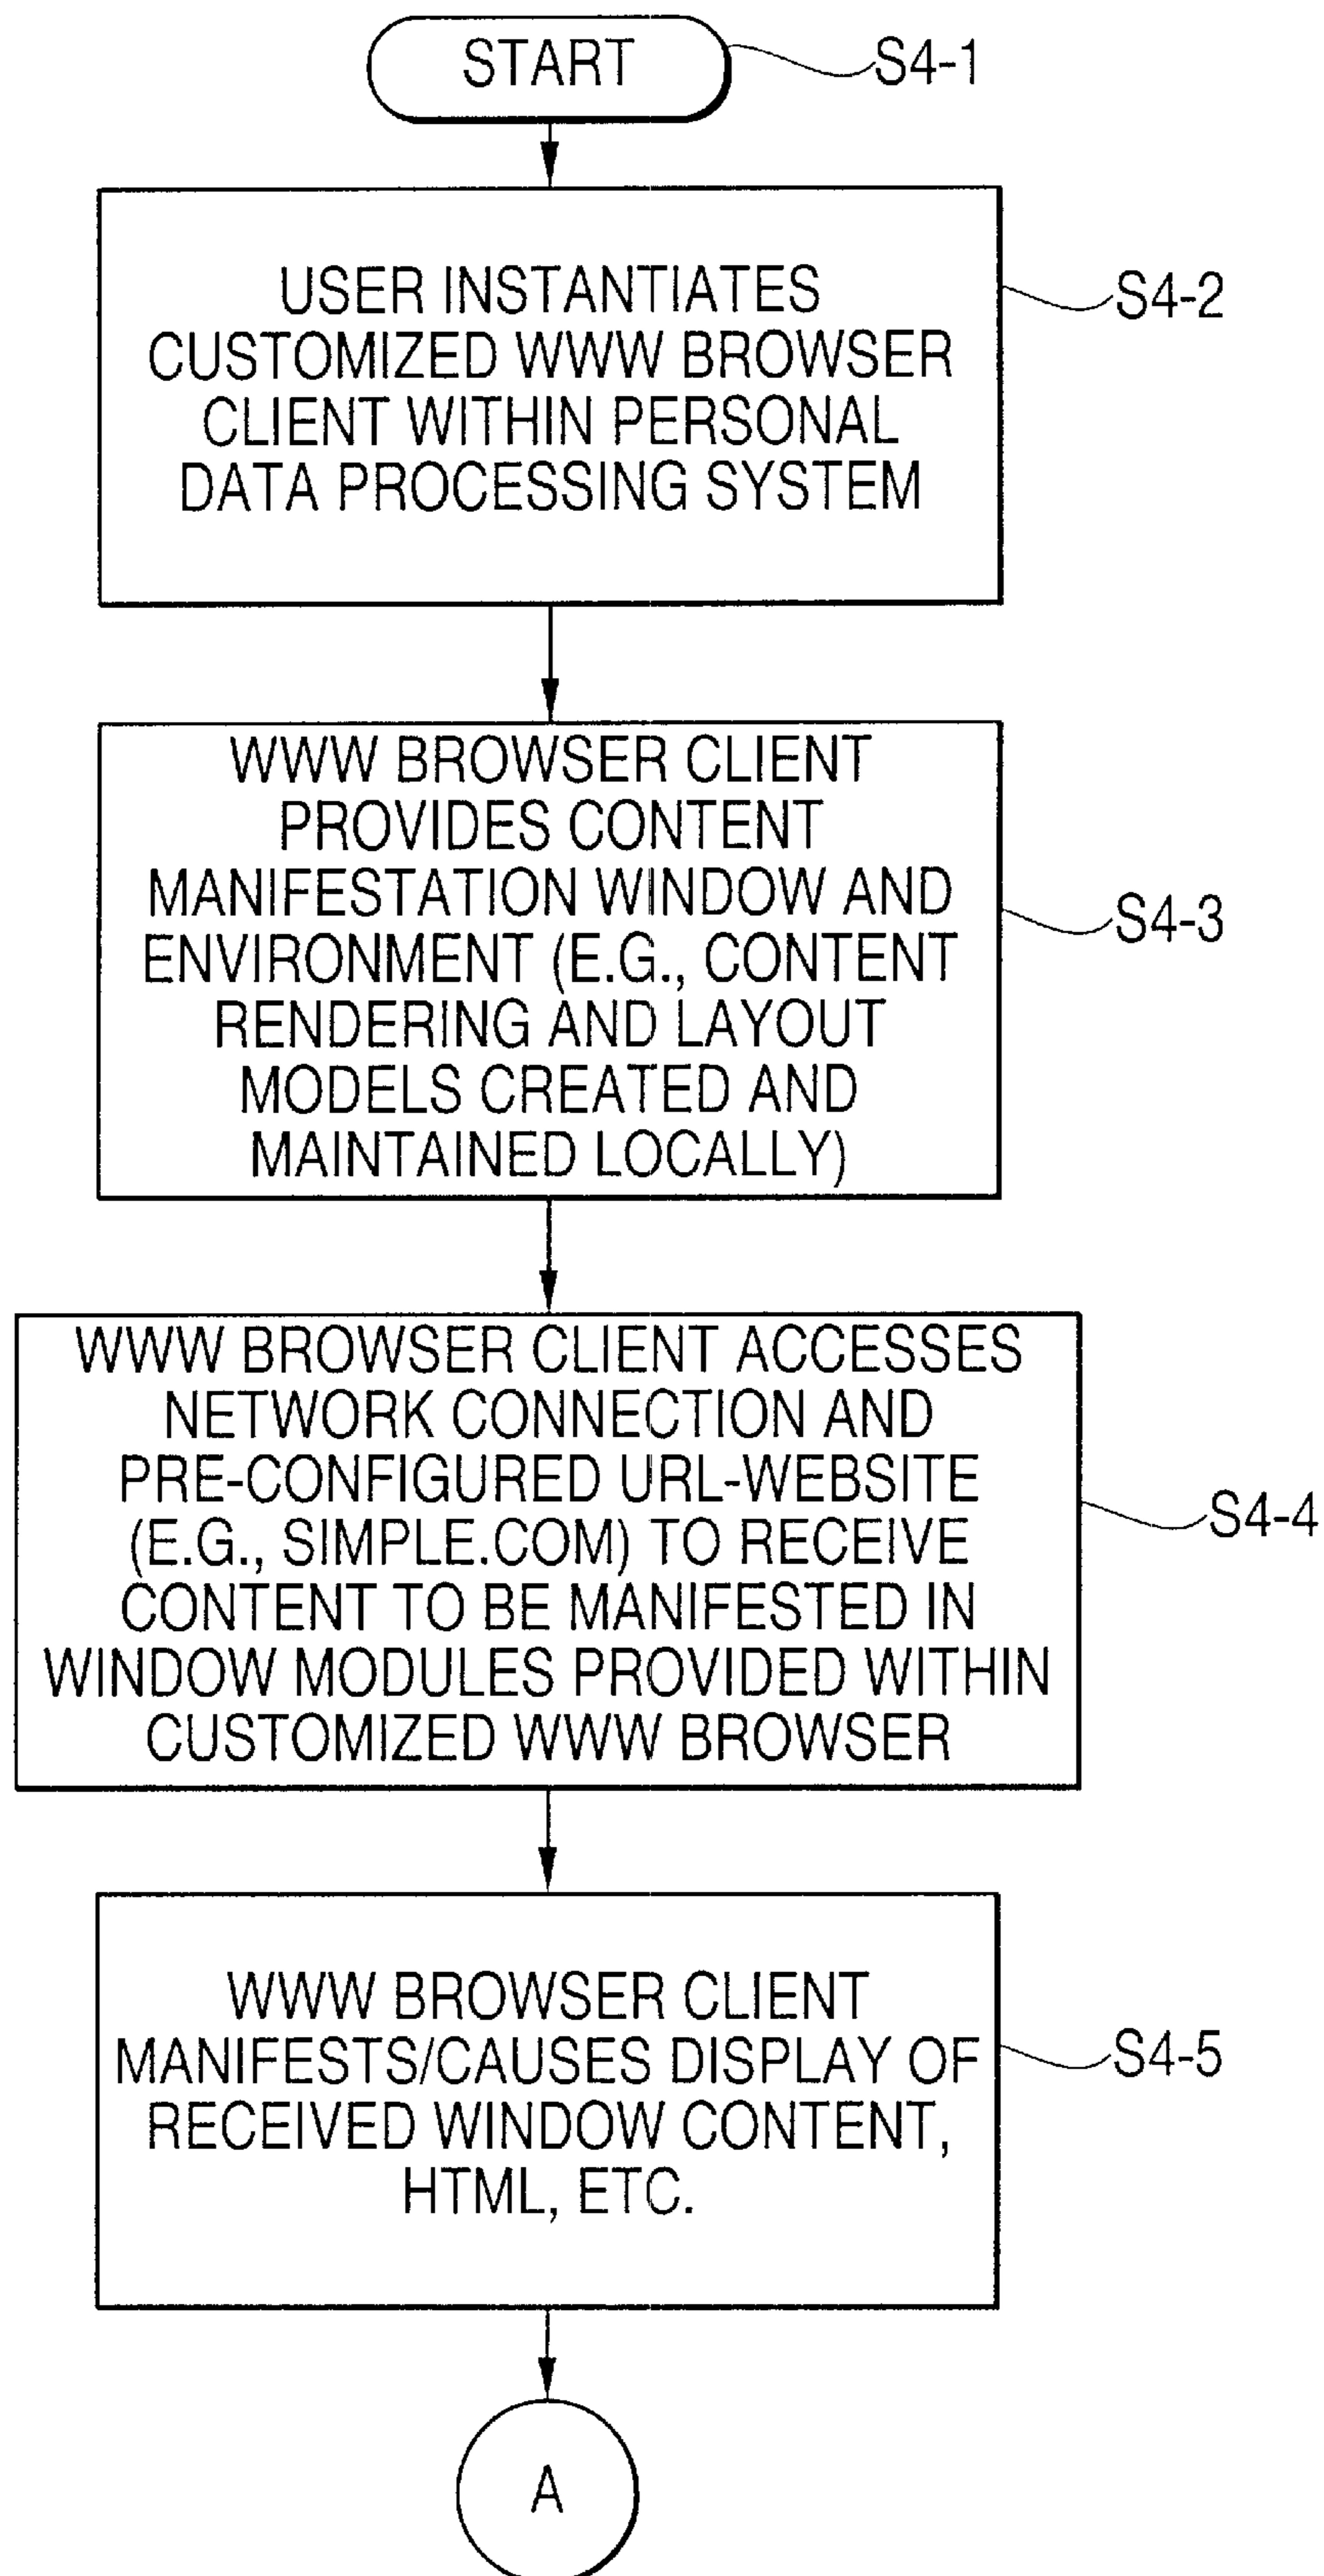 START
S4-1
USER INSTANTIATES
CUSTOMIZED WWW BROWSER
CLIENT WITHIN PERSONAL
DATA PROCESSING SYSTEM
S4-2
WWW BROWSER CLIENT
PROVIDES CONTENT
MANIFESTATION WINDOW AND
ENVIRONMENT (E.G., CONTENT
RENDERING AND LAYOUT
MODELS CREATED AND
MAINTAINED LOCALLY)
S4-3
WWW BROWSER CLIENT ACCESSES
NETWORK CONNECTION AND
PRE-CONFIGURED URL-WEBSITE
(E.G., SIMPLE.COM) TO RECEIVE
CONTENT TO BE MANIFESTED IN
WINDOW MODULES PROVIDED WITHIN
CUSTOMIZED WWW BROWSER
S4-4
WWW BROWSER CLIENT
MANIFESTS/CAUSES DISPLAY OF
RECEIVED WINDOW CONTENT,
HTML, ETC.
S4-5
A